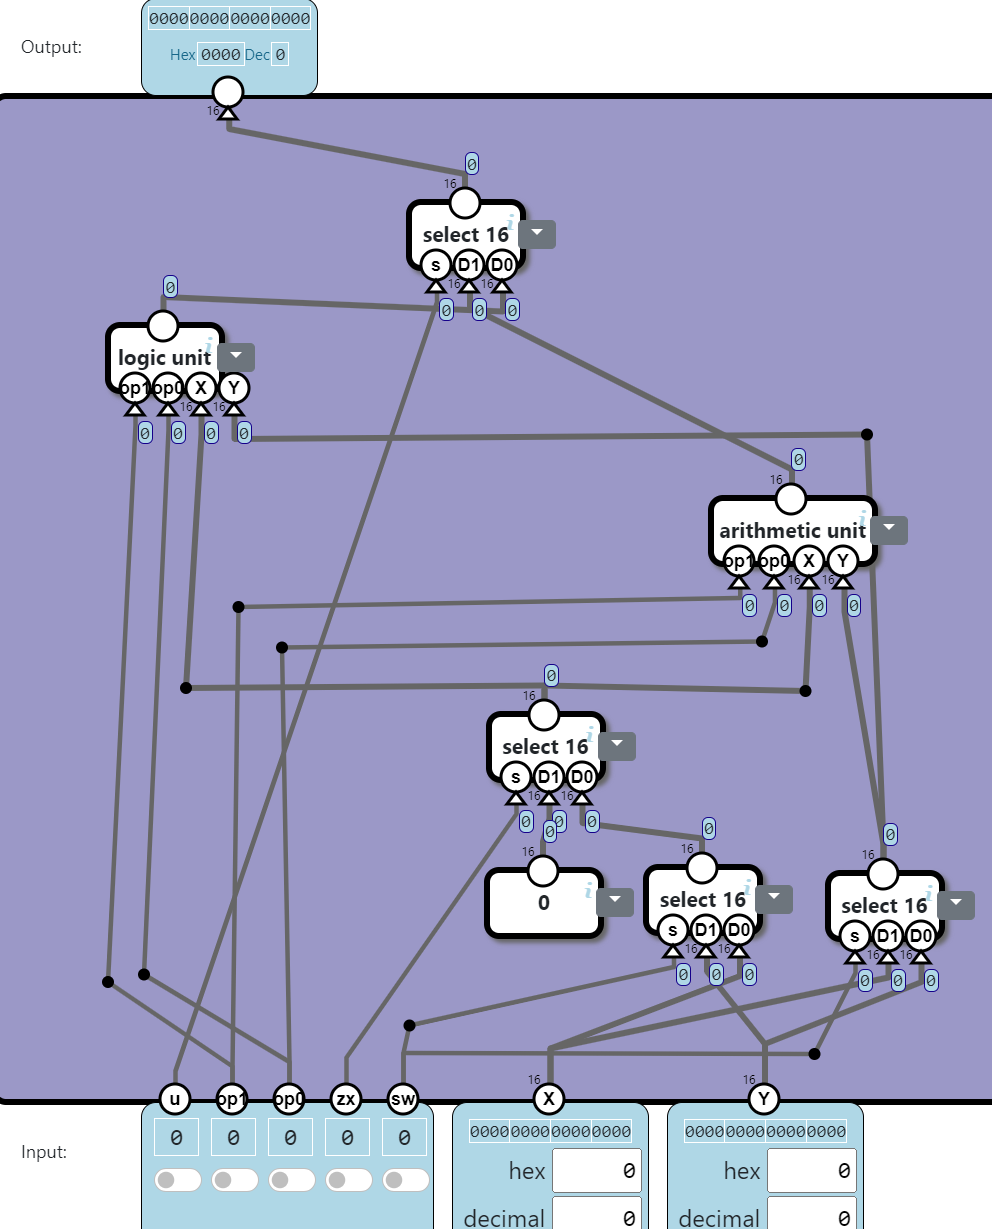 0000000000000000
Output:
Hex 0000 Dec 0
16
0
16
i
select 16
s D1 D0
16 16
0
0 0 0
i
logic unit
op1 op0 X Y
16 16
0 0 0 0
0
16
i
arithmetic unit
op1 op0 X Y
16 16
0 0 0 0
0
16
i
select 16
s D1 D0
16 16
0 0 0
0
0
16
16
0
16
i
0
i
select 16
i
select 16
s D1 D0
s D1 D0
16 16
16 16
0 0 0
0 0 0
16
16
u op1 op0 zx sw X Y
0 0 0 0 0
0000000000000000
0000000000000000
Input:
hex 0
hex 0
decimal 0
decimal 0